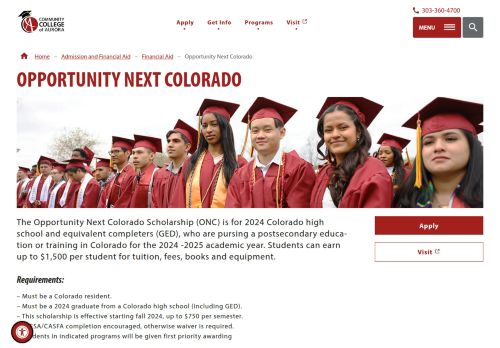 COMMUNITY
COLLEGE
of AURORA
Apply
Get Info
Programs
Visit
303-360-4700
MENU
Home – Admission and Financial Aid – Financial Aid – Opportunity Next Colorado
OPPORTUNITY NEXT COLORADO
The Opportunity Next Colorado Scholarship (ONC) is for 2024 Colorado high
school and equivalent completers (GED), who are pursuing a postsecondary educa-
tion or training in Colorado for the 2024 -2025 academic year. Students can earn
up to $1,500 per student for tuition, fees, books and equipment.
Apply
Visit
Requirements:
– Must be a Colorado resident.
– Must be a 2024 graduate from a Colorado high school (including GED).
– This scholarship is effective starting fall 2024, up to $750 per semester.
SA/CASFA completion encouraged, otherwise waiver is required.
udents in indicated programs will be given first priority awarding